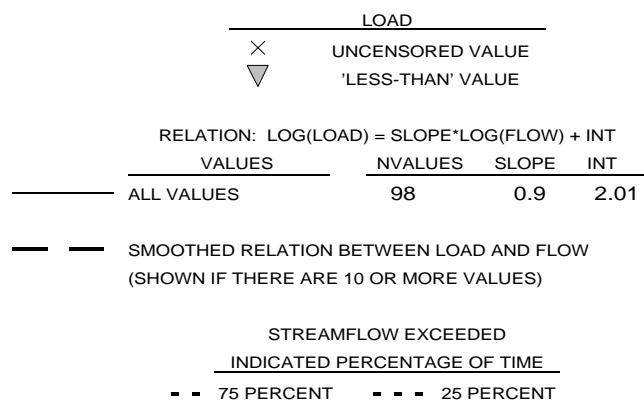 LOAD
UNCENSORED VALUE
'LESS-THAN' VALUE
RELATION: LOG(LOAD) = SLOPE*LOG(FLOW) + INT
VALUES NVALUES SLOPE INT
ALL VALUES 98 0.9 2.01
SMOOTHED RELATION BETWEEN LOAD AND FLOW
(SHOWN IF THERE ARE 10 OR MORE VALUES)
STREAMFLOW EXCEEDED
INDICATED PERCENTAGE OF TIME
75 PERCENT 25 PERCENT